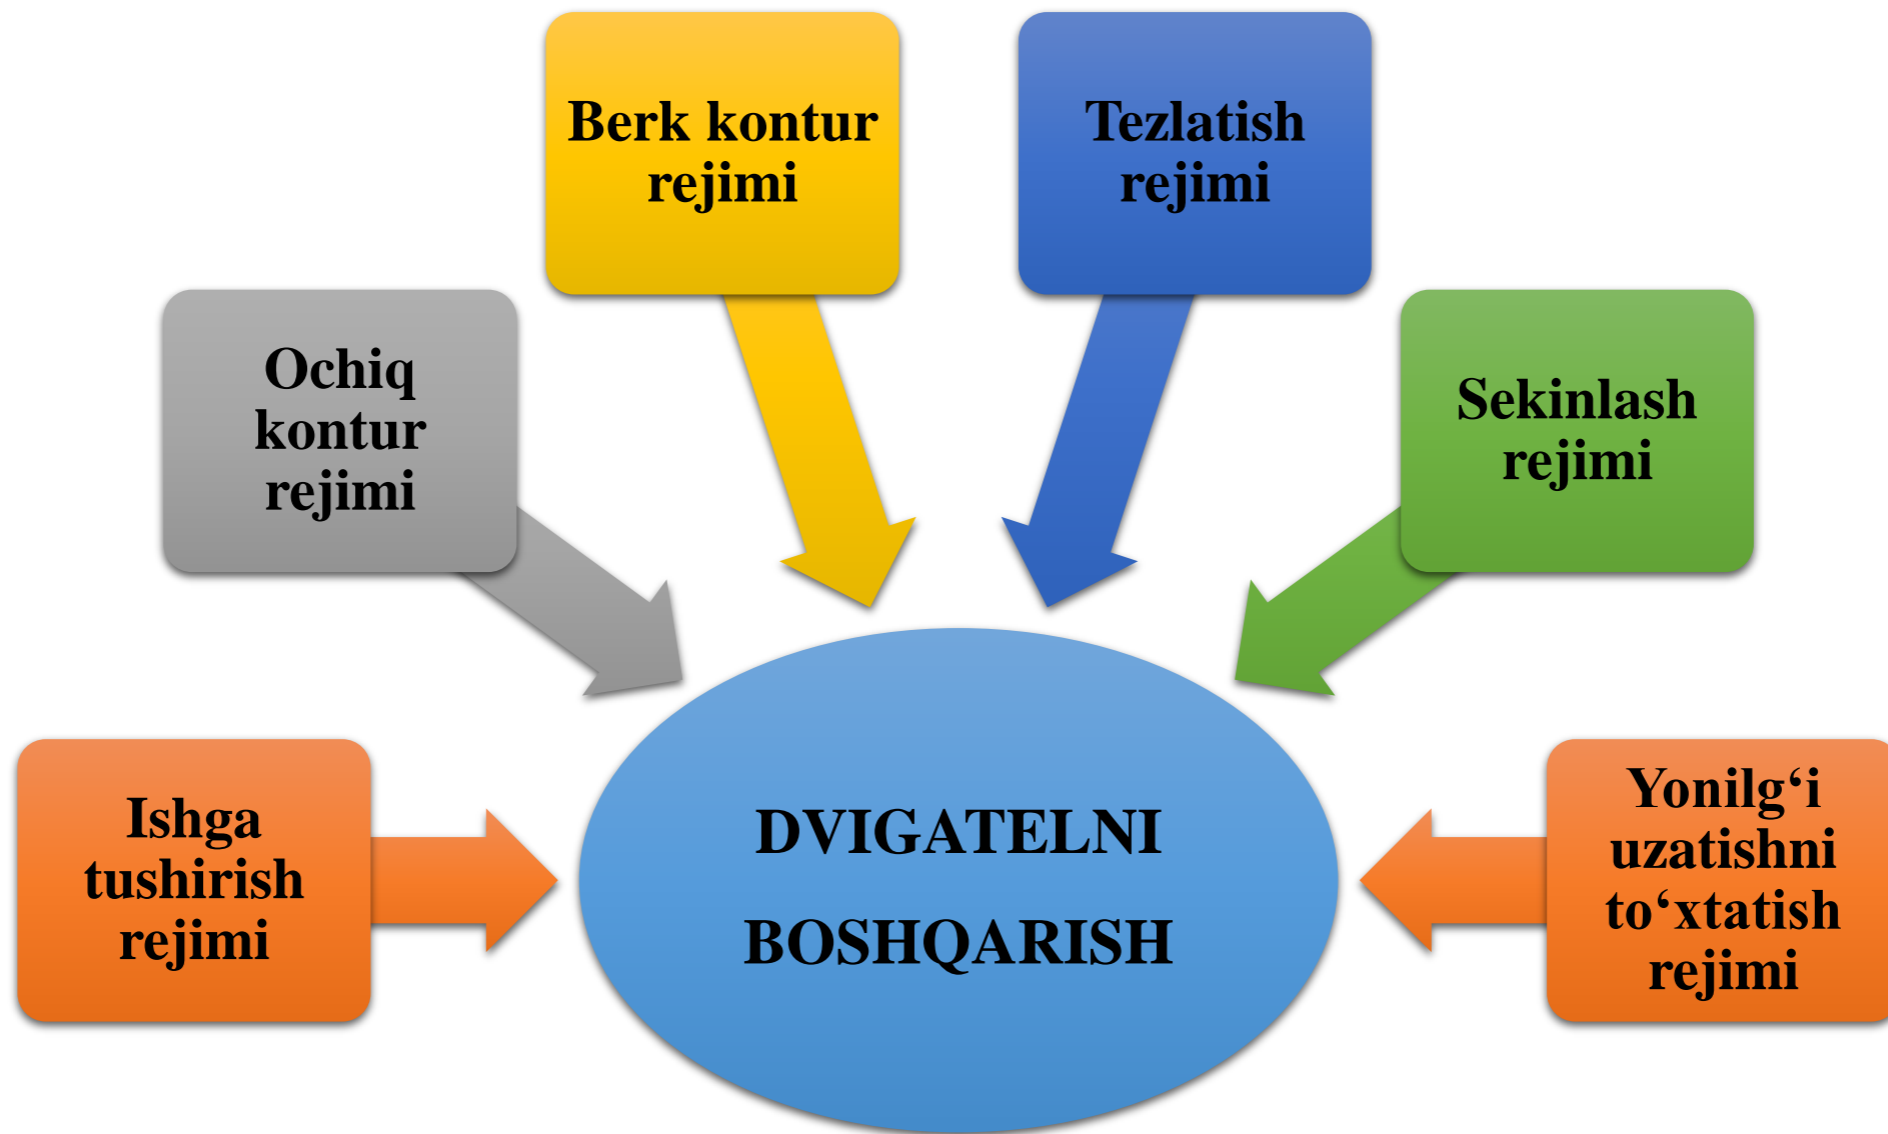 Berk kontur
rejimi
Tezlatish
rejimi
Ochiq
kontur
rejimi
Sekinlash
rejimi
Ishga
tushirish
rejimi
DVIGATELNI
BOSHQARISH
Yonilg‘i
uzatishni
to‘xtatish
rejimi